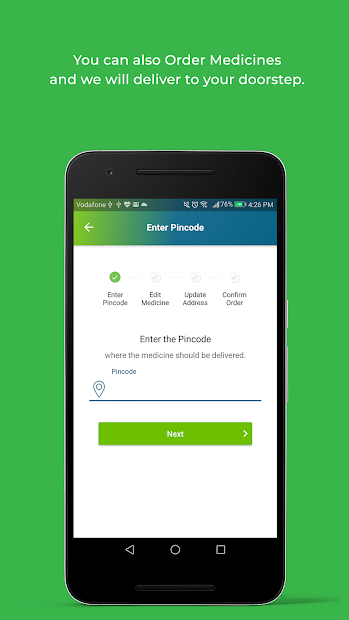 You can also Order Medicines
and we will deliver to your doorstep.
Vodafone 76% 4:26 PM
Enter Pincode
Enter Pincode
Edit Medicine
Update Address
Confirm Order
Enter the Pincode
where the medicine should be delivered.
Pincode
Next